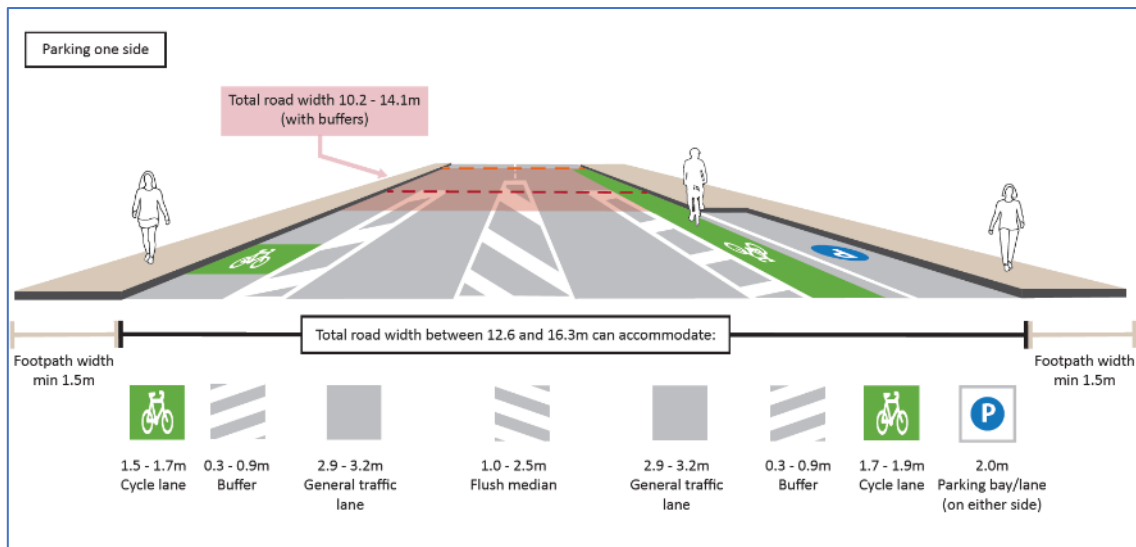 Parking one side
Total road width 10.2 - 14.1m
(with buffers)
P
Total road width between 12.6 and 16.3m can accommodate:
Footpath width
min 1.5m
Footpath width
min 1.5m
P
1.5 - 1.7m
Cycle lane
0.3 - 0.9m
Buffer
2.9 - 3.2m
General traffic
lane
1.0 - 2.5m
Flush median
2.9 - 3.2m
General traffic
lane
0.3 - 0.9m
Buffer
1.7 - 1.9m
Cycle lane
2.0m
Parking bay/lane
(on either side)